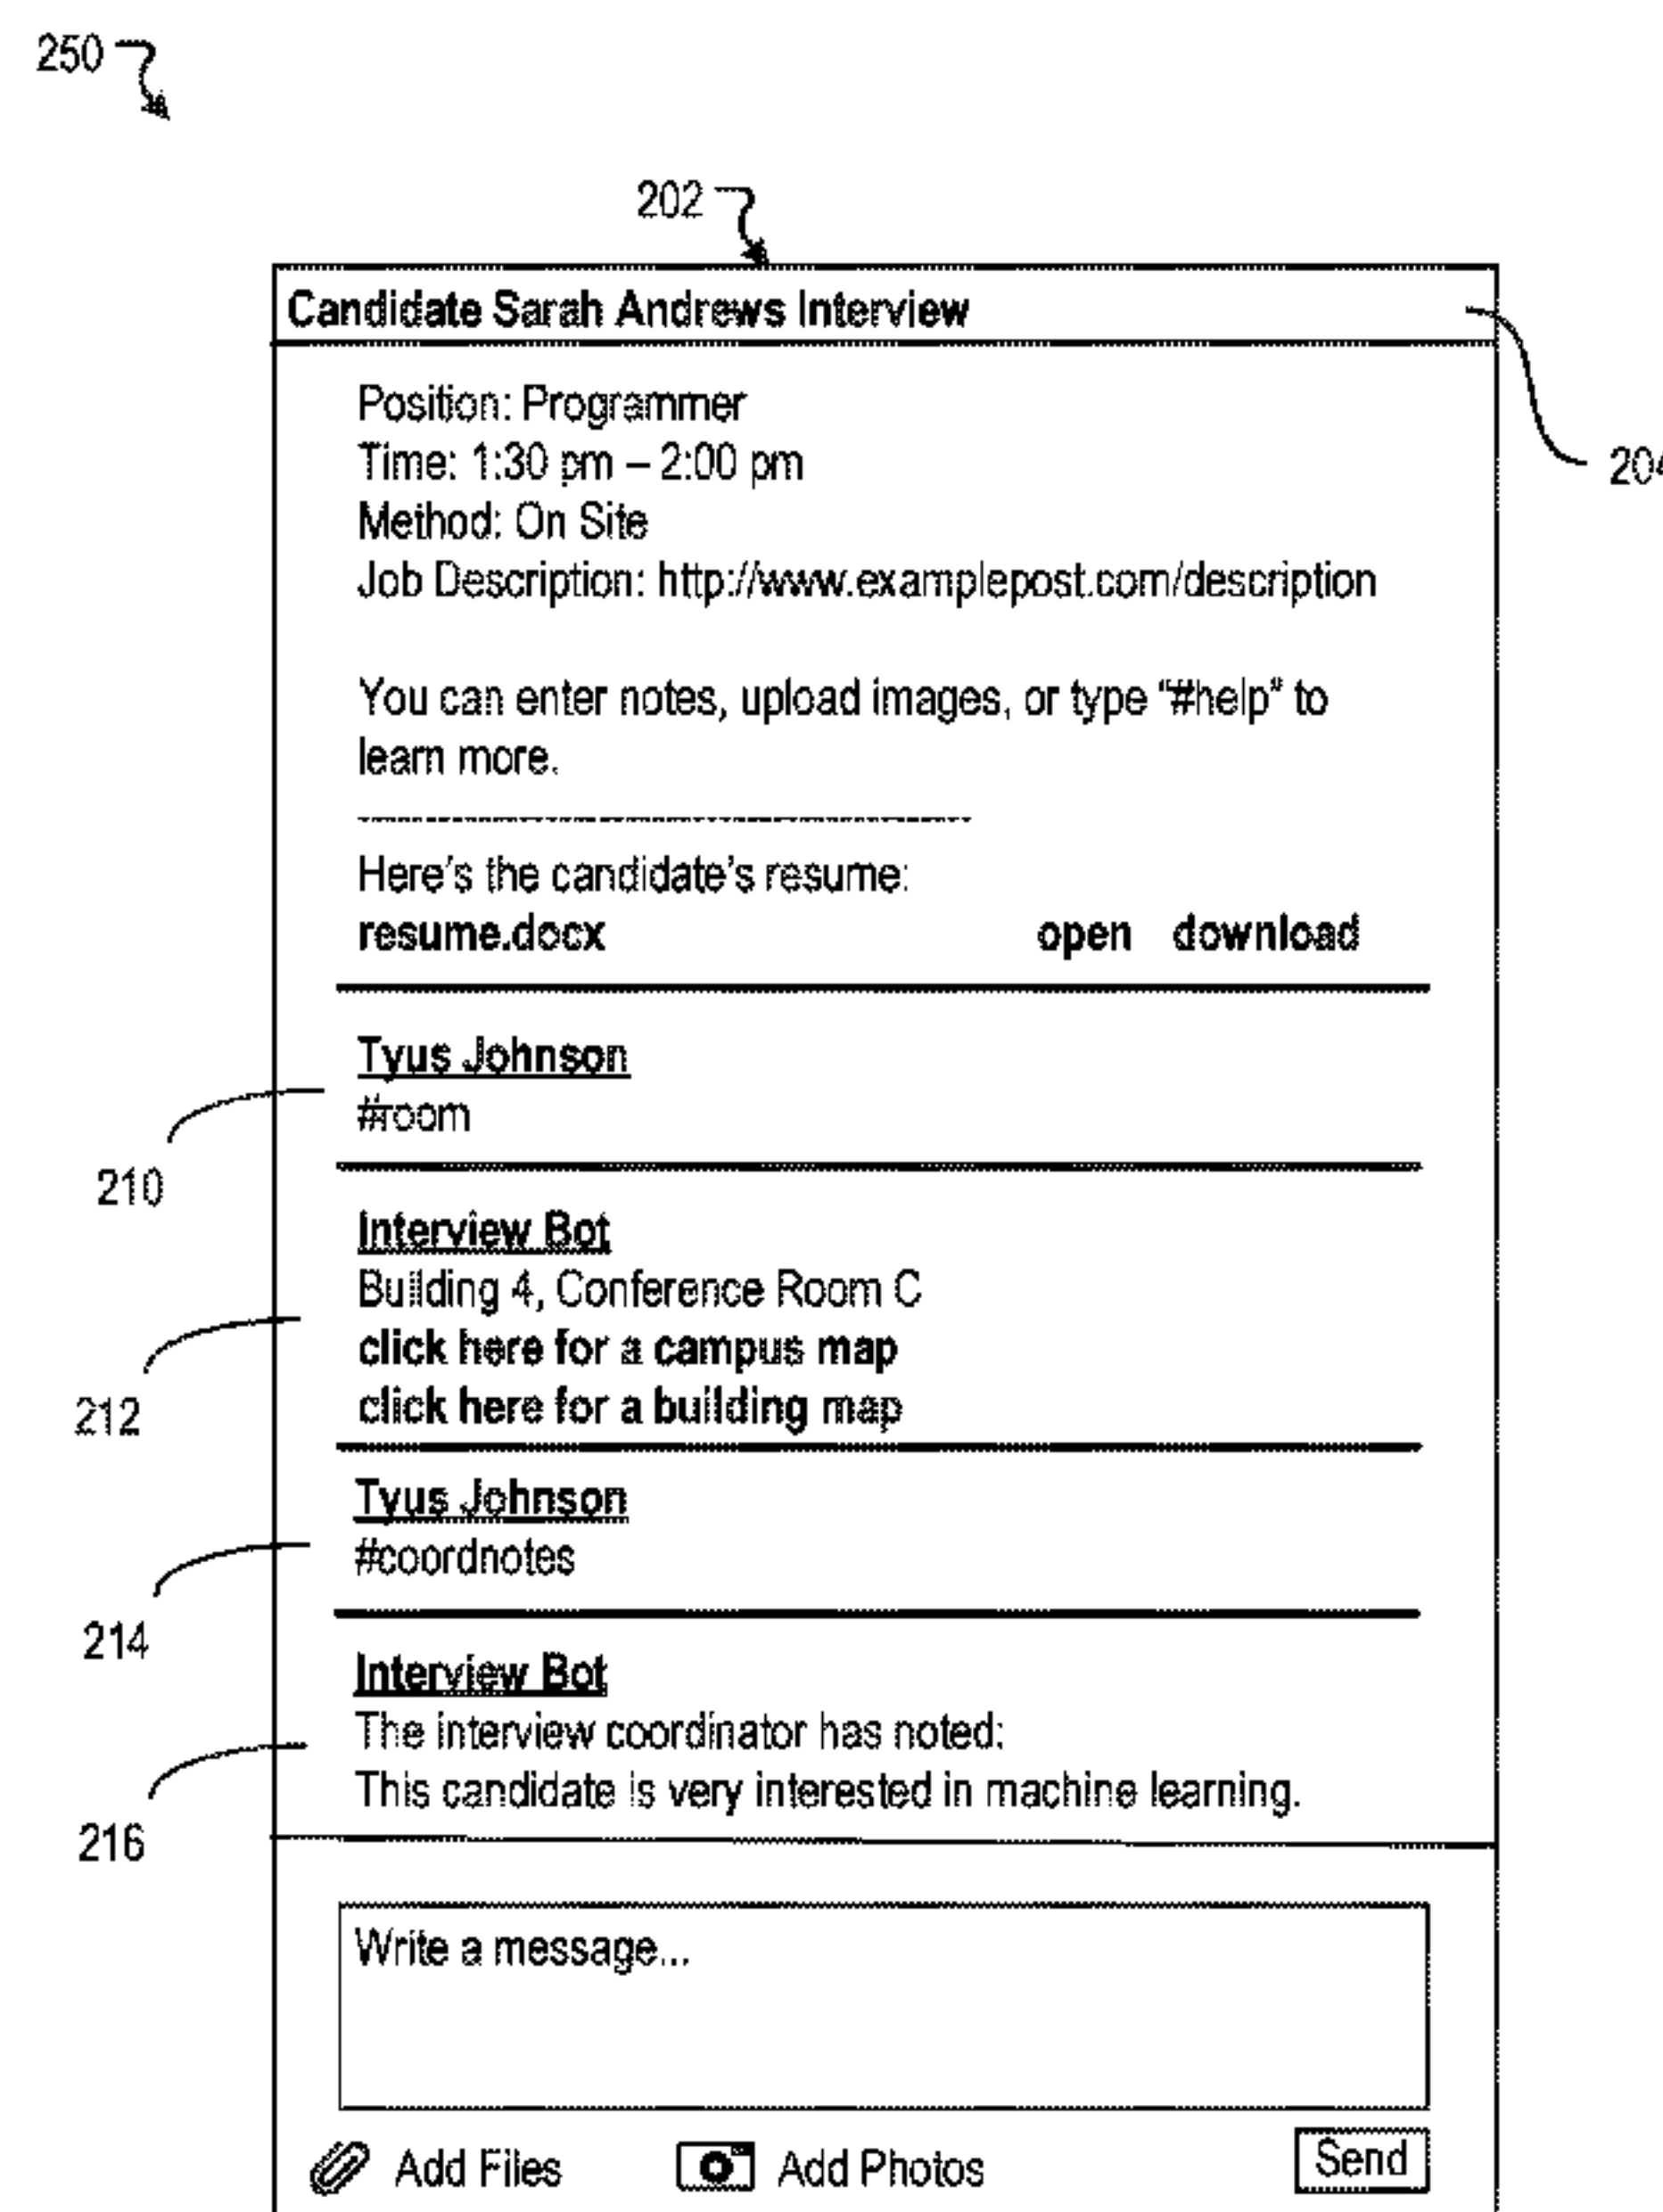 250
202
Candidate Sarah Andrews Interview
Position: Programmer
Time: 1:30 pm – 2:00 pm
204
Method: On Site
Job Description: http://www.examplepost.com/description
You can enter notes, upload images, or type "#help" to
learn more.
--------------------------------------------------
Here's the candidate's resume:
resume.docx open download
Tyus Johnson
#room
210
Interview Bot
Building 4, Conference Room C
click here for a campus map
click here for a building map
212
Tyus Johnson
#coordnotes
214
Interview Bot
The interview coordinator has noted:
This candidate is very interested in machine learning.
216
Write a message...
Add Files Add Photos Send